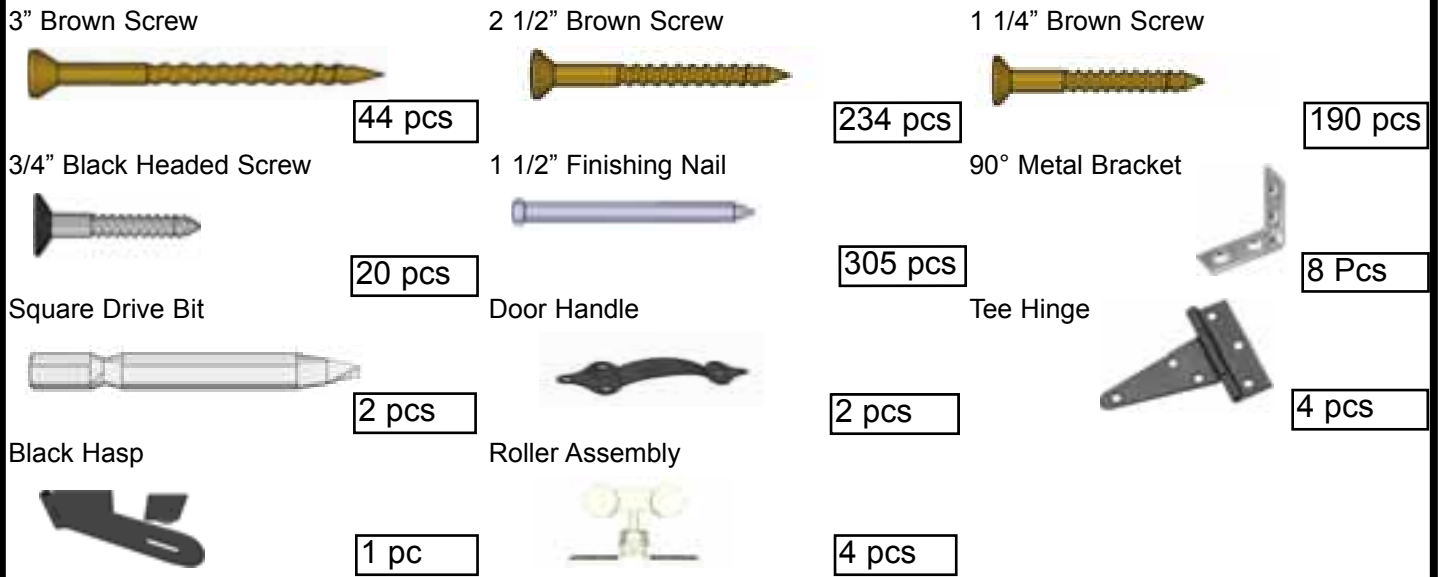 3” Brown Screw
2 1/2” Brown Screw
1 1/4” Brown Screw
44 pcs
234 pcs
190 pcs
3/4” Black Headed Screw
1 1/2” Finishing Nail
90° Metal Bracket
20 pcs
305 pcs
8 Pcs
Square Drive Bit
Door Handle
Tee Hinge
2 pcs
2 pcs
4 pcs
Black Hasp
Roller Assembly
1 pc
4 pcs